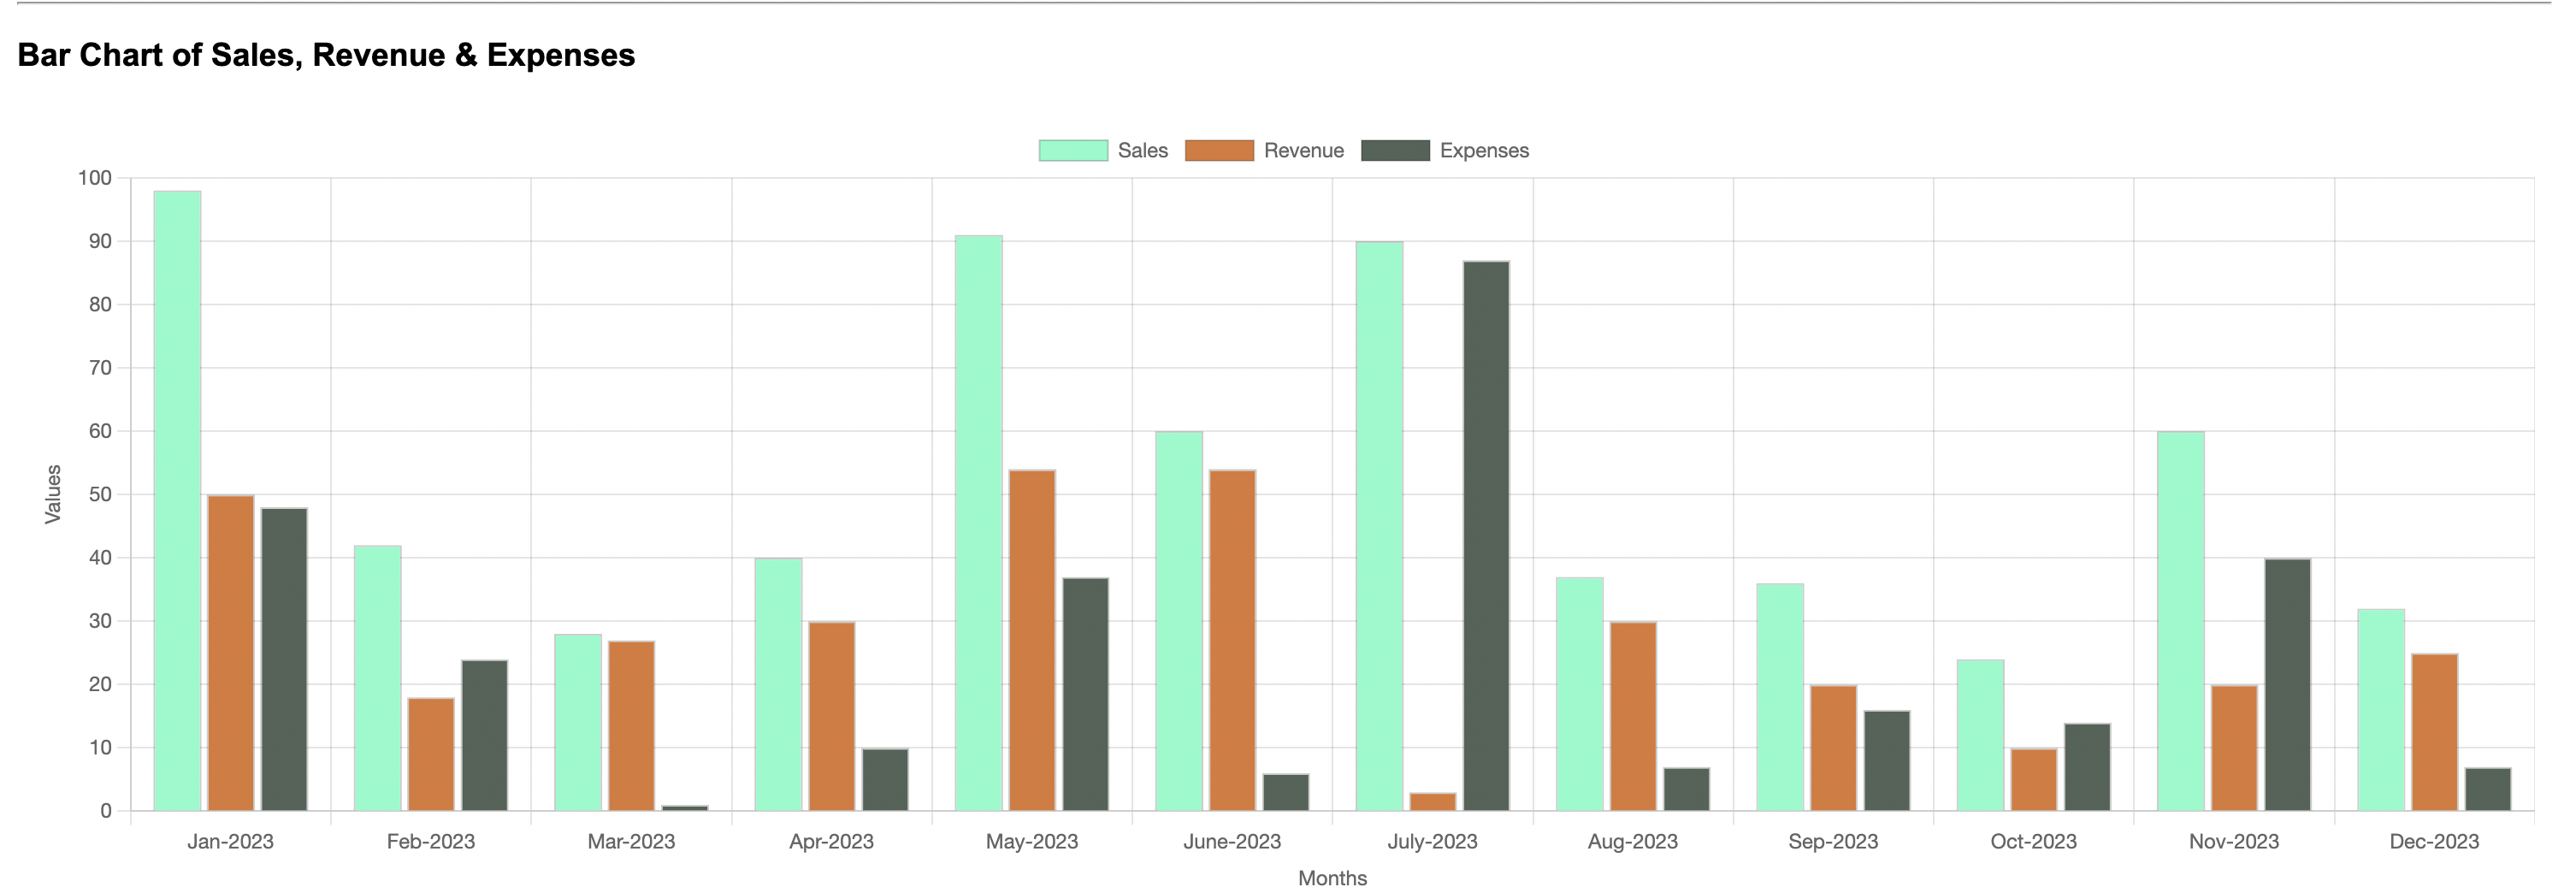 Bar Chart of Sales, Revenue & Expenses
Sales Revenue Expenses
100
90
80
70
60
50
40
30
20
10
0
Values
Jan-2023 Feb-2023 Mar-2023 Apr-2023 May-2023 June-2023 July-2023 Aug-2023 Sep-2023 Oct-2023 Nov-2023 Dec-2023
Months